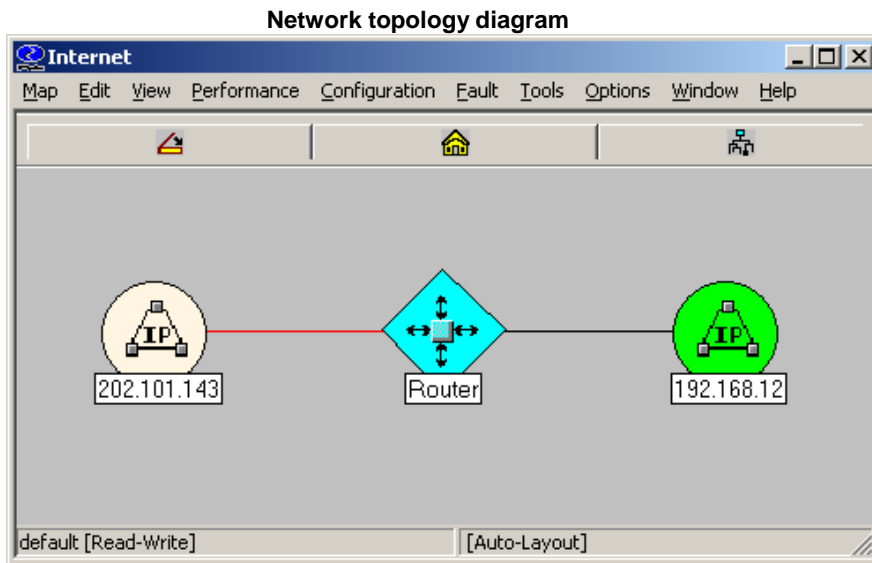 Network topology diagram
Internet
Map Edit View Performance Configuration Fault Tools Options Window Help
IP IP
202.101.143 Router 192.168.12
default [Read-Write] [Auto-Layout]